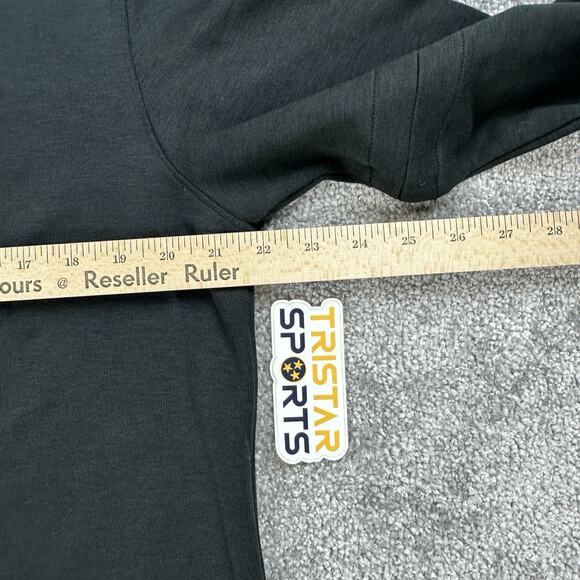 17 18 19 20 21 22 23 24 25 26 27 28
ours @ Reseller Ruler
TRISTAR
SPORTS